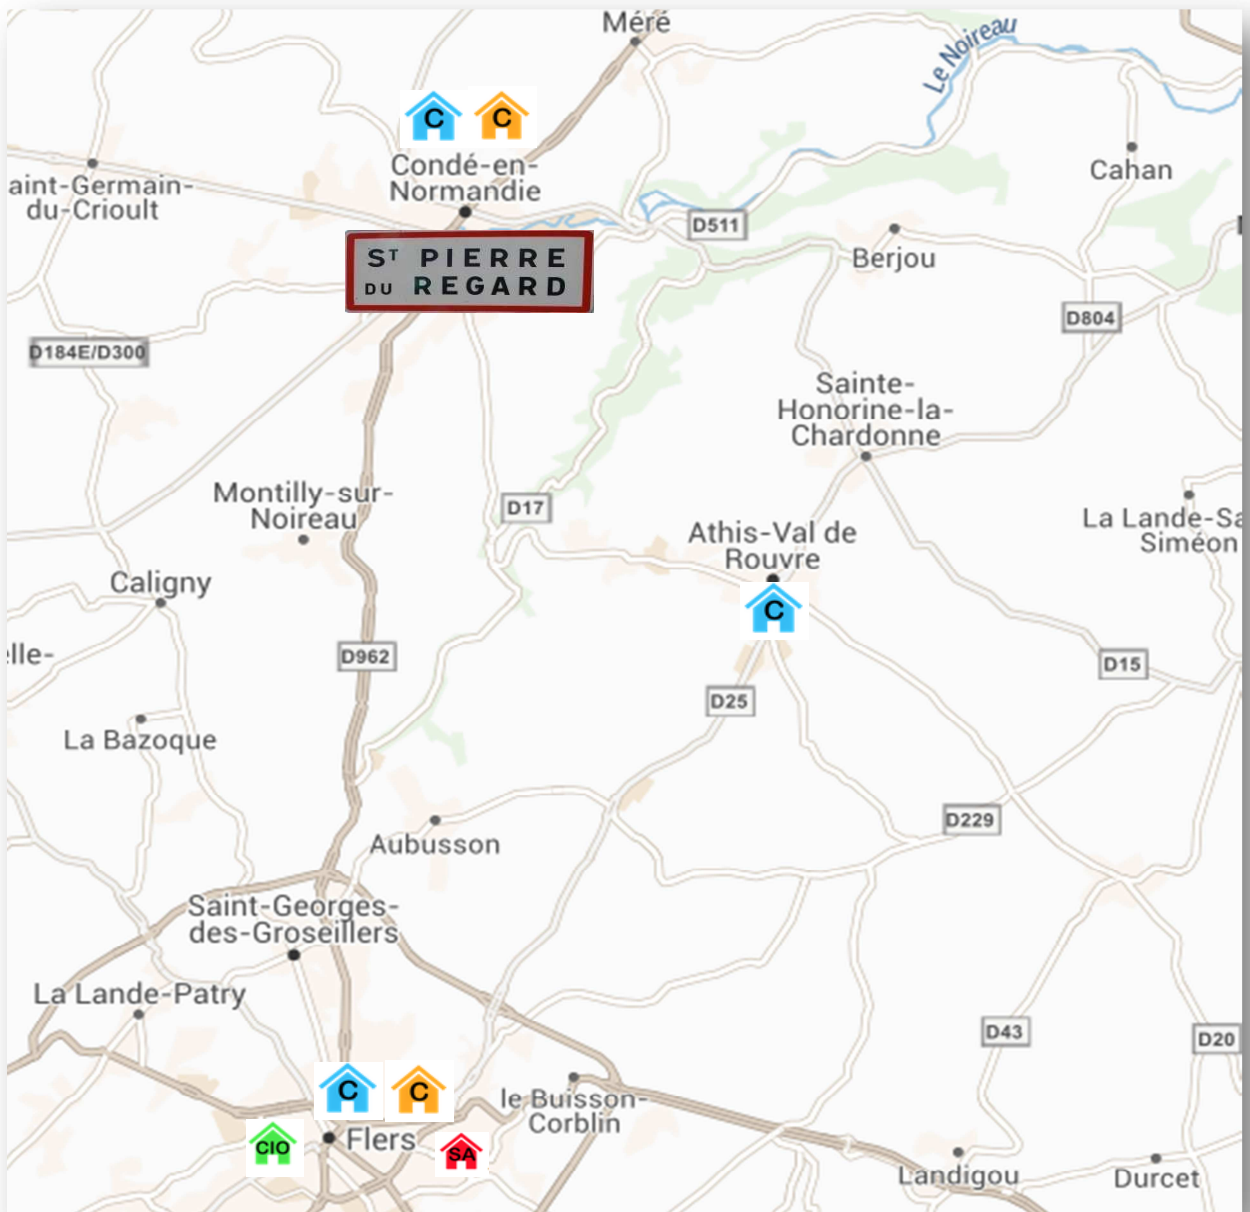 Méré
Le Noireau
C
C
Condé-en-
Normandie
Cahan
aint-Germain-
du-Crioult
D511
ST PIERRE
DU REGARD
Berjou
D804
D184E/D300
Sainte-
Honorine-la-
Chardonne
Montilly-sur-
Noireau
D17
La Lande-Sa
Siméon
Athis-Val de
Rouvre
Caligny
C
elle-
D962
D15
D25
La Bazoque
D229
Aubusson
Saint-Georges-
des-Groseillers
La Lande-Patry
D43
D20
C
C
le Buisson-
Corblin
CIO
Flers
SA
Landigou
Durcet